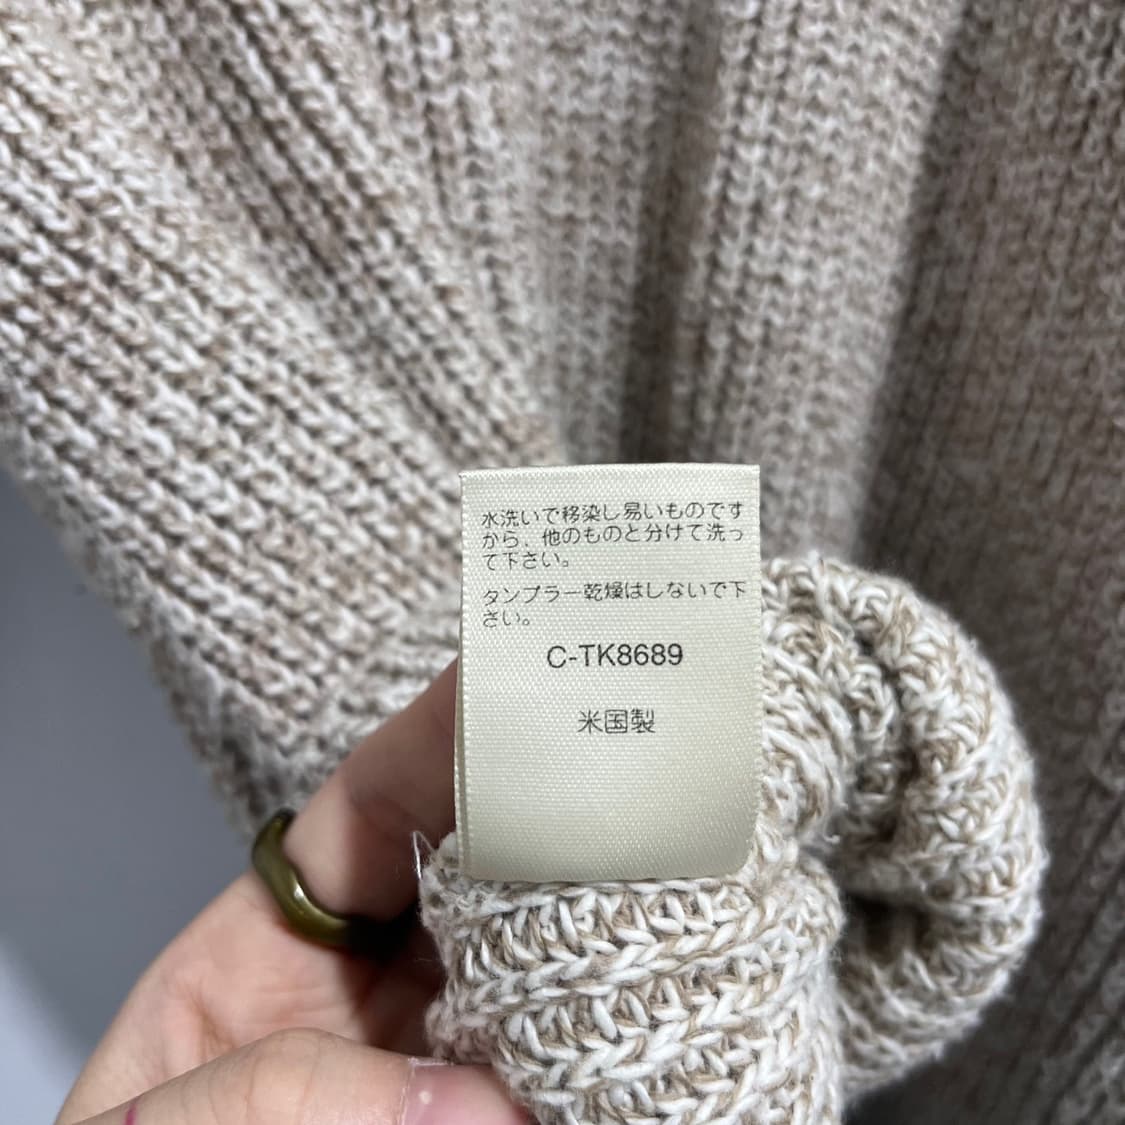 水洗いで移染し易いものです
から、他のものと分けて洗っ
て下さい。
タンブラー乾燥はしないで下
さい。
C-TK8689
米国製